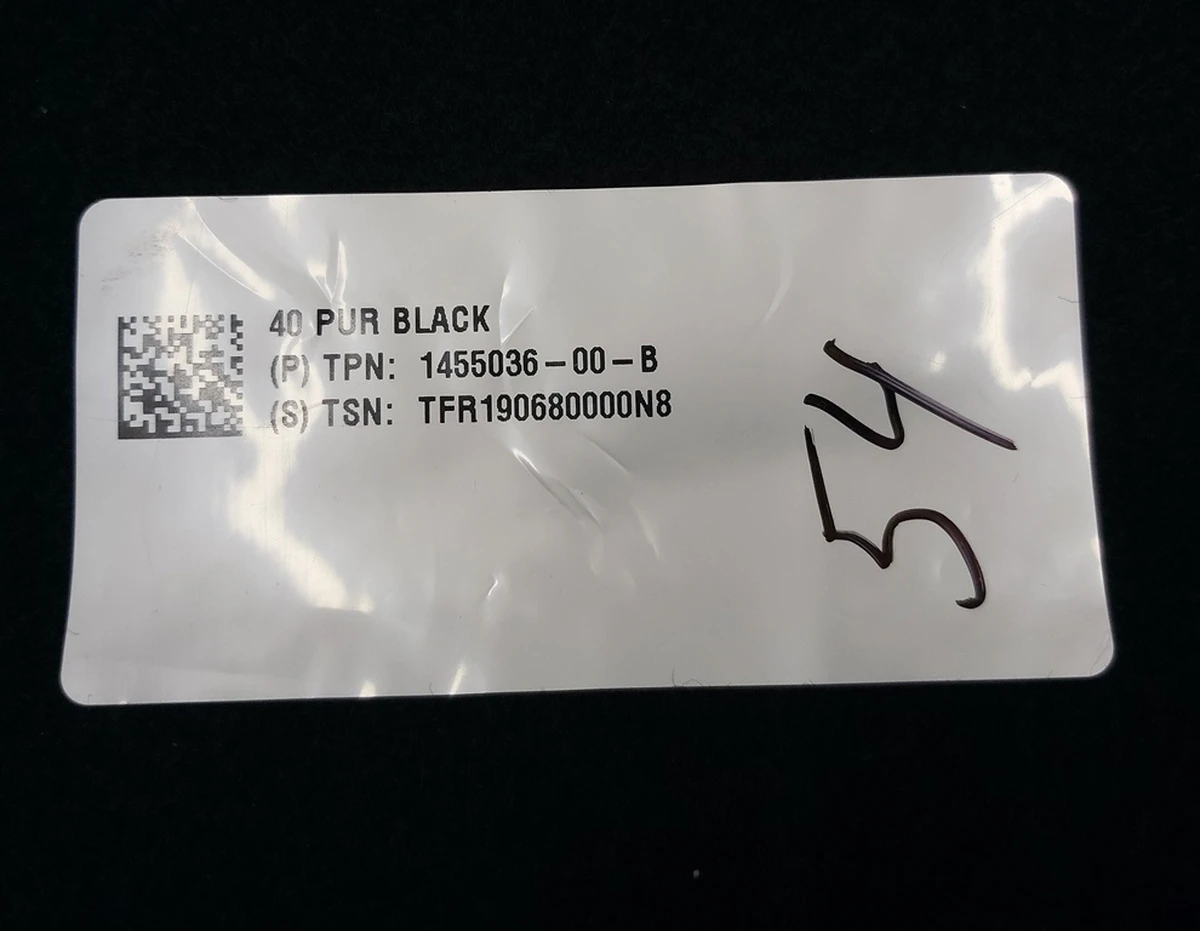 40 PUR BLACK
(P) TPN: 1455036-00-B
(S) TSN: TFR190680000N8
54